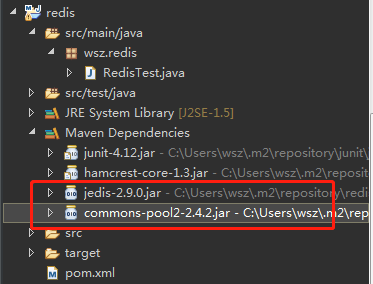 redis
src/main/java
wsz.redis
RedisTest.java
src/test/java
JRE System Library [J2SE-1.5]
Maven Dependencies
junit-4.12.jar - C:\Users\wsz\.m2\repository\junit\
hamcrest-core-1.3.jar - C:\Users\wsz\.m2\
jedis-2.9.0.jar - C:\Users\wsz\.m2\repository\redis
commons-pool2-2.4.2.jar - C:\Users\wsz\.m2\rep
src
target
pom.xml